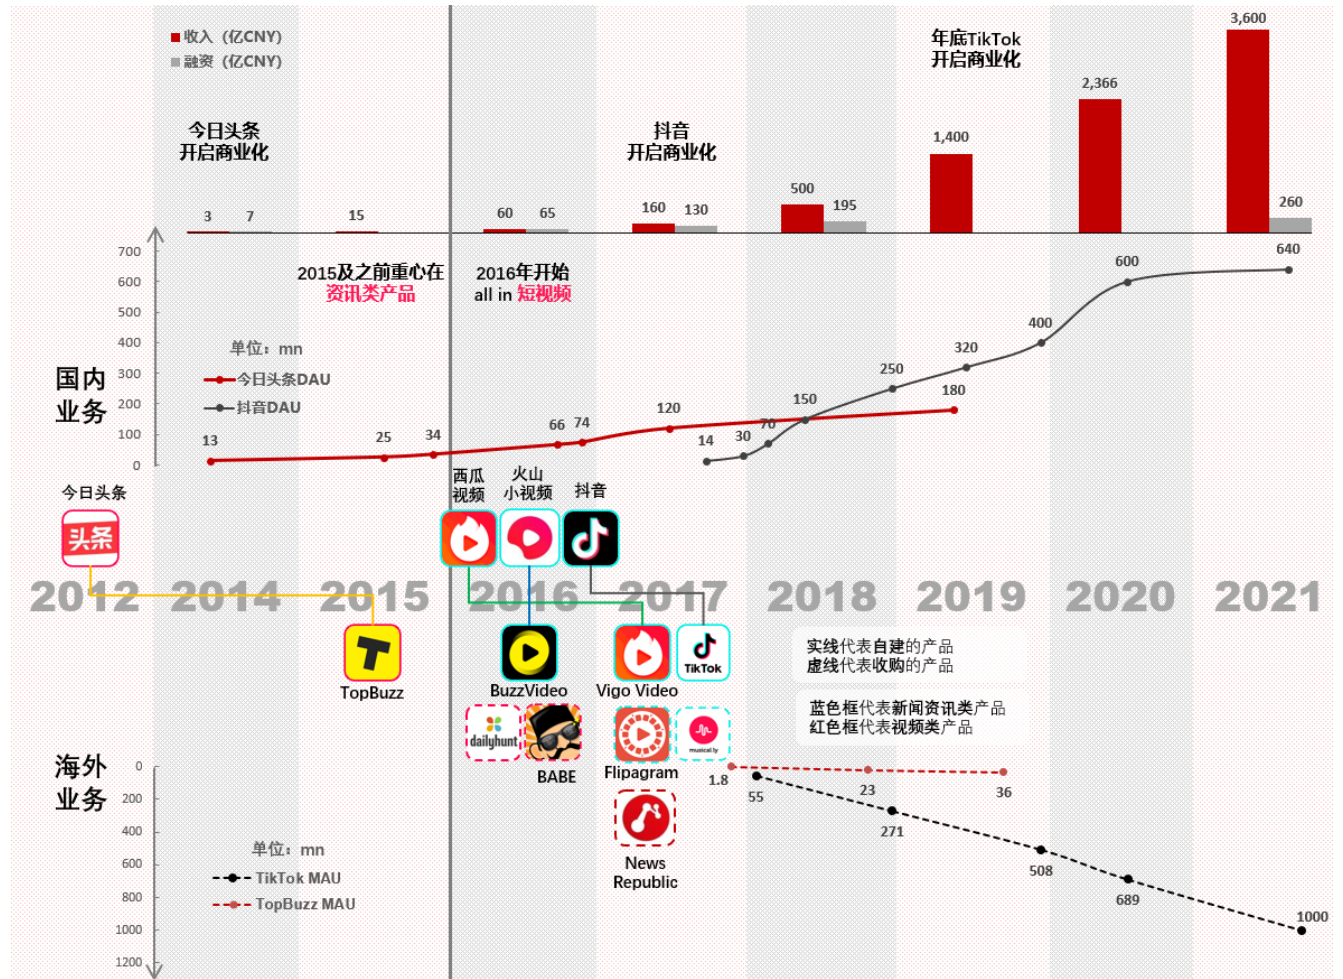 收入（亿CNY）
融资（亿CNY）
今日头条
开启商业化
抖音
开启商业化
年底TikTok
开启商业化
3
7
15
60
65
160
130
500
195
1,400
2,366
3,600
260
2015及之前重心在
资讯类产品
2016年开始
all in 短视频
国内
业务
700
600
500
400
300
200
100
0
单位：mn
今日头条DAU
抖音DAU
13
25
34
66
74
120
180
14
30
70
150
250
320
400
600
640
今日头条
头条
西瓜
视频
火山
小视频
抖音
2012
2014
2015
2016
2017
2018
2019
2020
2021
TopBuzz
BuzzVideo
Vigo Video
TikTok
dailyhunt
BABE
Flipagram
musical.ly
News
Republic
实线代表自建的产品
虚线代表收购的产品
蓝色框代表新闻资讯类产品
红色框代表视频类产品
海外
业务
0
200
400
600
800
1000
1200
单位：mn
TikTok MAU
TopBuzz MAU
1.8
23
36
55
271
508
689
1000